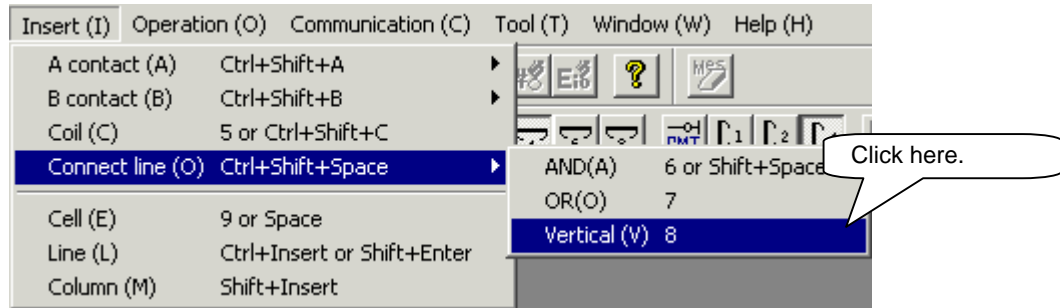 Insert (I) Operation (O) Communication (C) Tool (T) Window (W) Help (H)
A contact (A) Ctrl+Shift+A
B contact (B) Ctrl+Shift+B
Coil (C) 5 or Ctrl+Shift+C
Connect line (O) Ctrl+Shift+Space
Cell (E) 9 or Space
Line (L) Ctrl+Insert or Shift+Enter
Column (M) Shift+Insert
AND(A) 6 or Shift+Space
OR(O) 7
Vertical (V) 8
Click here.
Mes